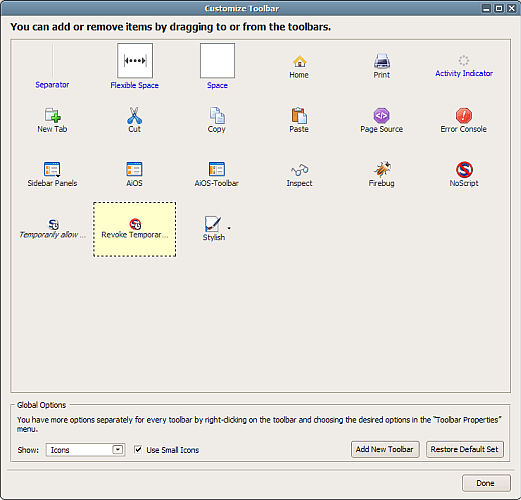 Customize Toolbar
You can add or remove items by dragging to or from the toolbars.
Separator
Flexible Space
Space
Home
Print
Activity Indicator
New Tab
Cut
Copy
Paste
Page Source
Error Console
Sidebar Panels
AiOS
AiOS-Toolbar
Inspect
Firebug
NoScript
Temporarily allow ...
Revoke Temporar...
Stylish
Global Options
You have more options separately for every toolbar by right-clicking on the toolbar and choosing the desired options in the "Toolbar Properties"
menu.
Show: Icons Use Small Icons Add New Toolbar Restore Default Set
Done